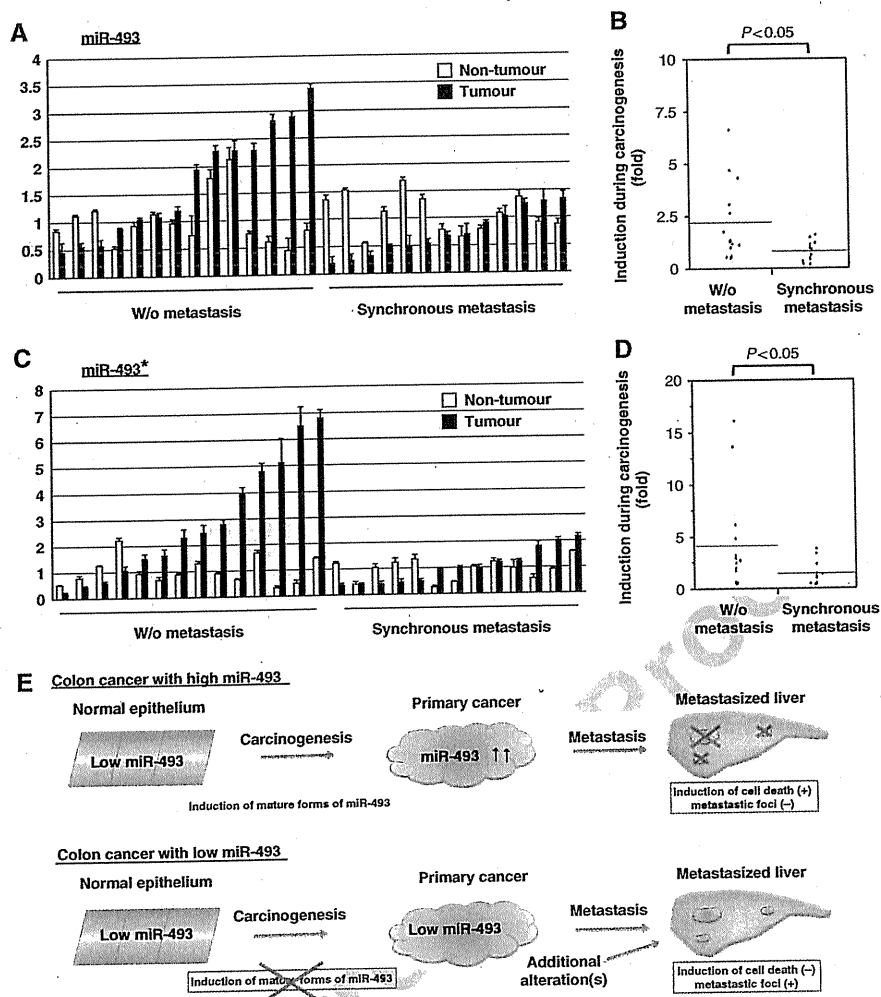 A
miR-493
4
3.5
3
2.5
2
1.5
1
0.5
0
Non-tumour
Tumour
W/o metastasis
Synchronous metastasis
B
P<0.05
Induction during carcinogenesis
(fold)
10
7.5
5
2.5
0
W/o
metastasis
Synchronous
metastasis
C
miR-493*
8
7
6
5
4
3
2
1
0
Non-tumour
Tumour
W/o metastasis
Synchronous metastasis
D
P<0.05
Induction during carcinogenesis
(fold)
20
15
10
5
0
W/o
metastasis
Synchronous
metastasis
E
Colon cancer with high miR-493
Normal epithelium
Low miR-493
Carcinogenesis
Induction of mature forms of miR-493
Primary cancer
miR-493 ↑↑
Metastasis
Metastasized liver
Induction of cell death (+)
metastastic foci (–)
Colon cancer with low miR-493
Normal epithelium
Low miR-493
Carcinogenesis
Induction of mature forms of miR-493
Primary cancer
Low miR-493
Metastasis
Additional
alteration(s)
Metastasized liver
Induction of cell death (–)
metastastic foci (+)